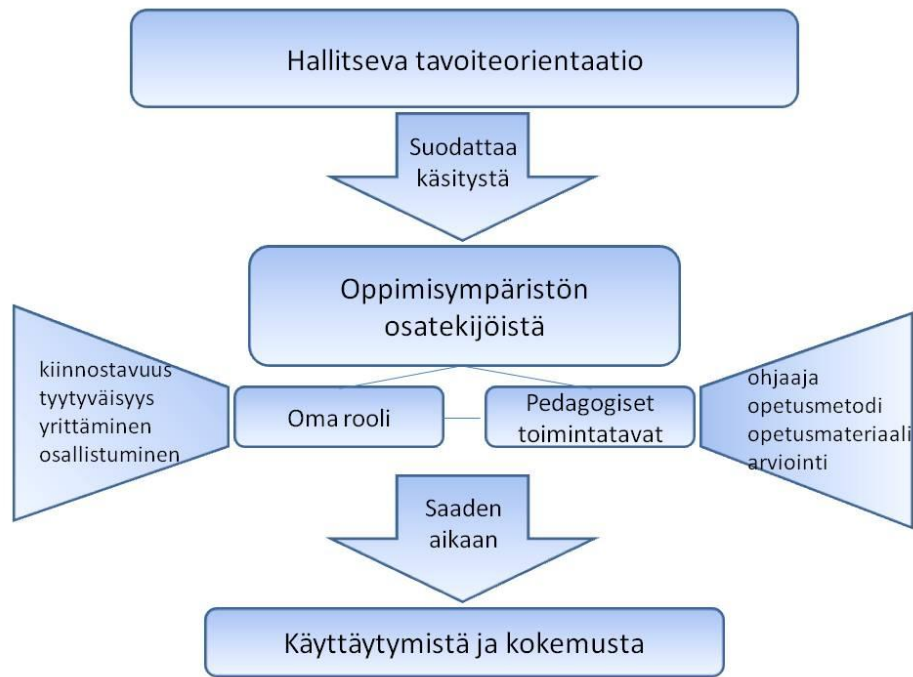 Hallitseva tavoiteorientaatio
Suodattaa
käsitystä
Oppimisympäristön
osatekijöistä
kiinnostavuus
tyytyväisyys
yrittäminen
osallistuminen
Oma rooli
Pedagogiset
toimintatavat
ohjaaja
opetusmetodi
opetusmateriaali
arviointi
Saaden
aikaan
Käyttäytymistä ja kokemusta